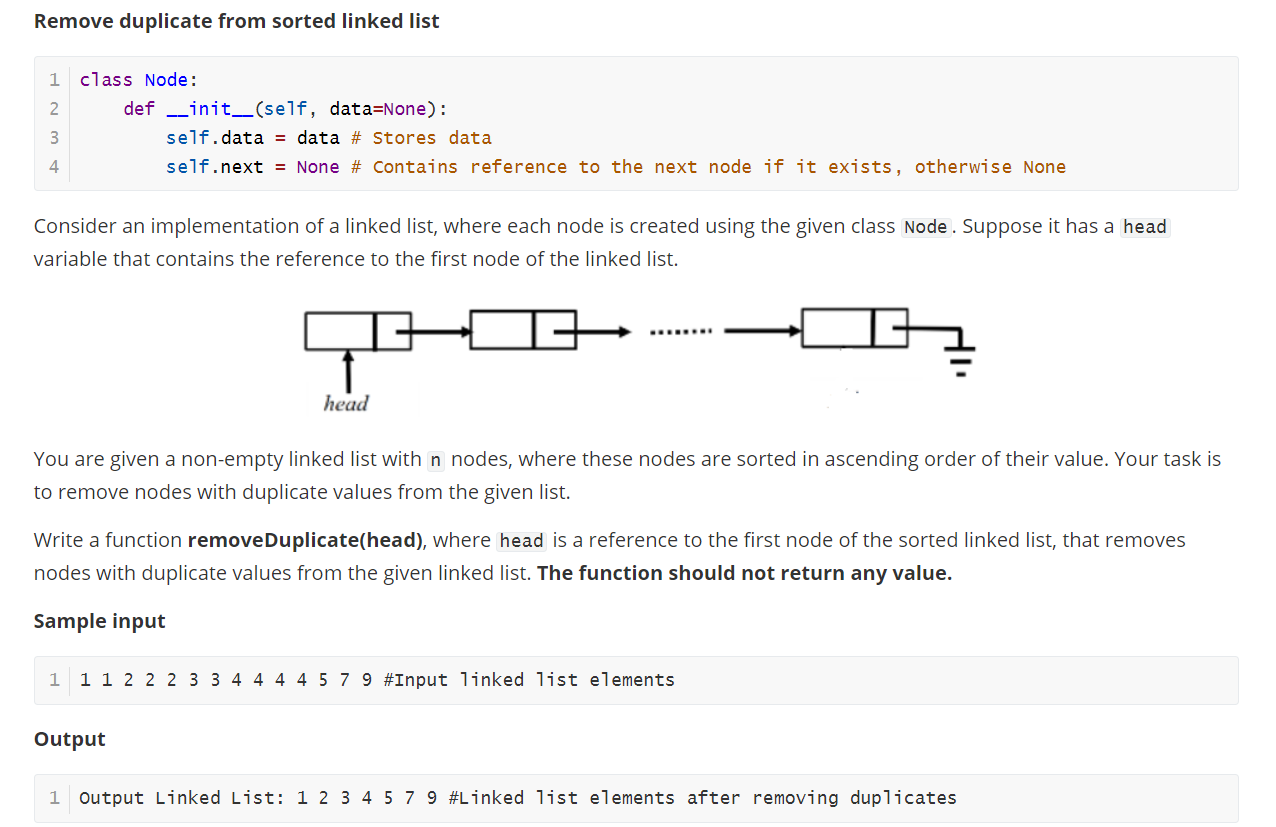 Remove duplicate from sorted linked list
1 class Node:
2     def __init__(self, data=None):
3         self.data = data # Stores data
4         self.next = None # Contains reference to the next node if it exists, otherwise None
Consider an implementation of a linked list, where each node is created using the given class Node. Suppose it has a head
variable that contains the reference to the first node of the linked list.
head
You are given a non-empty linked list with n nodes, where these nodes are sorted in ascending order of their value. Your task is
to remove nodes with duplicate values from the given list.
Write a function removeDuplicate(head), where head is a reference to the first node of the sorted linked list, that removes
nodes with duplicate values from the given linked list. The function should not return any value.
Sample input
1 1 1 2 2 2 3 3 4 4 4 4 5 7 9 #Input linked list elements
Output
1 Output Linked List: 1 2 3 4 5 7 9 #Linked list elements after removing duplicates